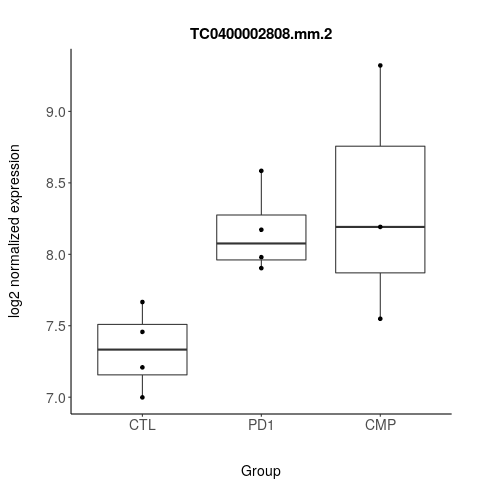 TC0400002808.mm.2
log2 normalized expression
9.0
8.5
8.0
7.5
7.0
CTL PD1 CMP
Group